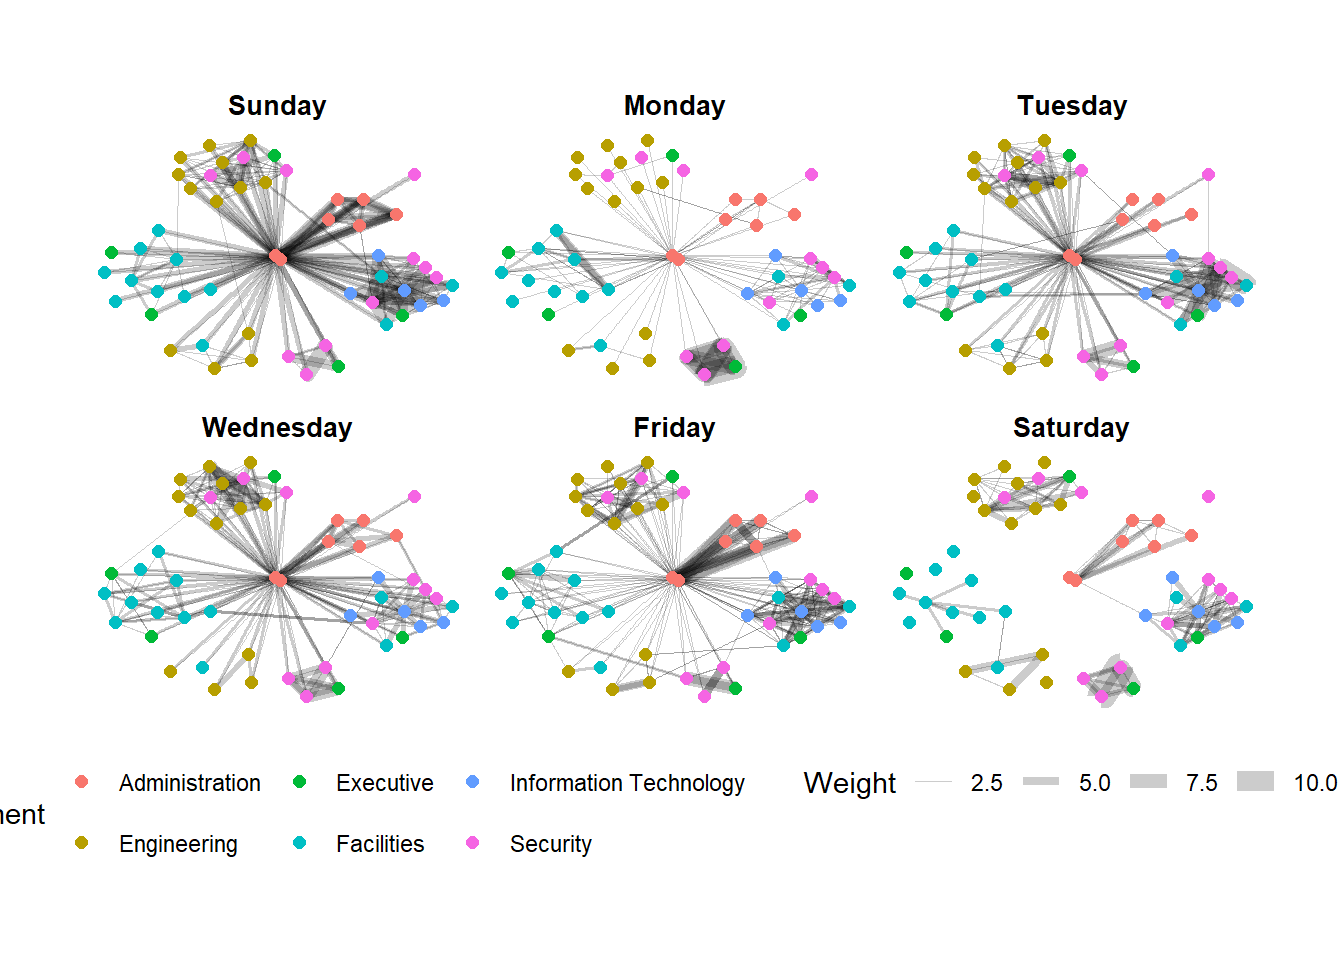 Sunday Monday Tuesday
Wednesday Friday Saturday
Administration Executive Information Technology Weight 2.5 5.0 7.5 10.0
Engineering Facilities Security